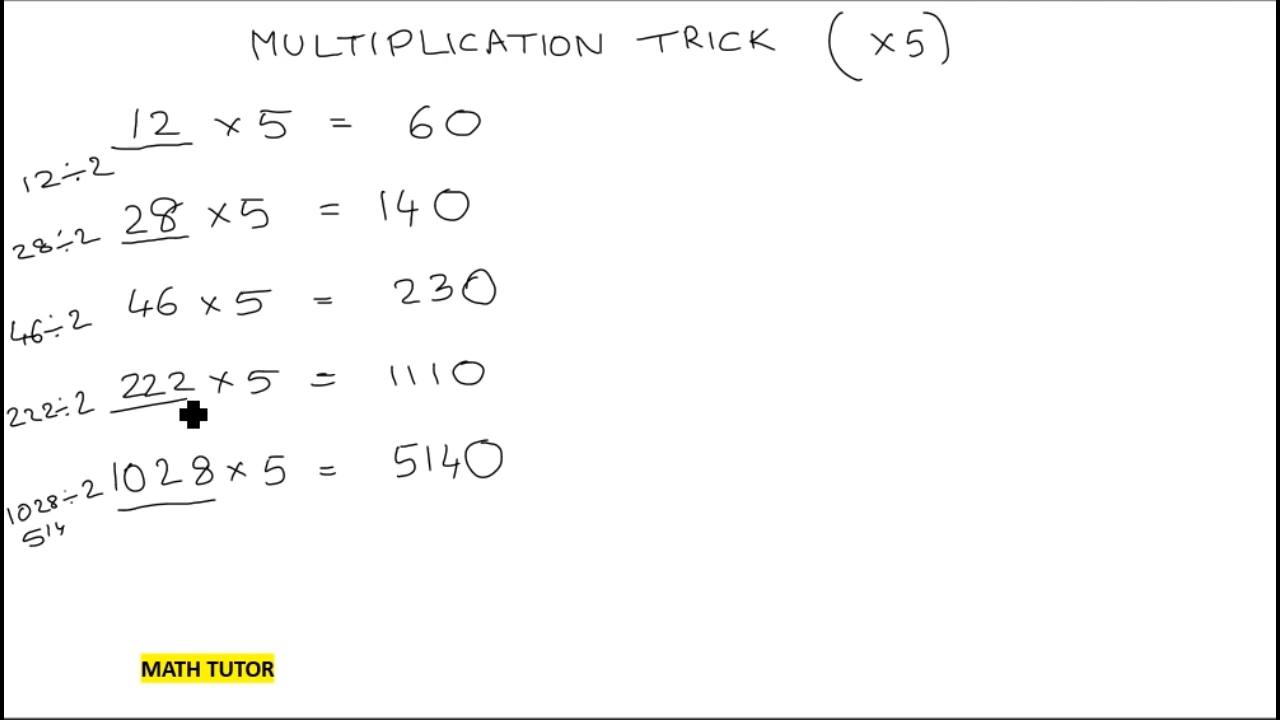 MULTIPLICATION TRICK (×5)
12 × 5 = 60
12÷2
28 × 5 = 140
28÷2
46 × 5 = 230
46÷2
222 × 5 = 1110
222÷2
1028 × 5 = 5140
1028÷2
514
MATH TUTOR